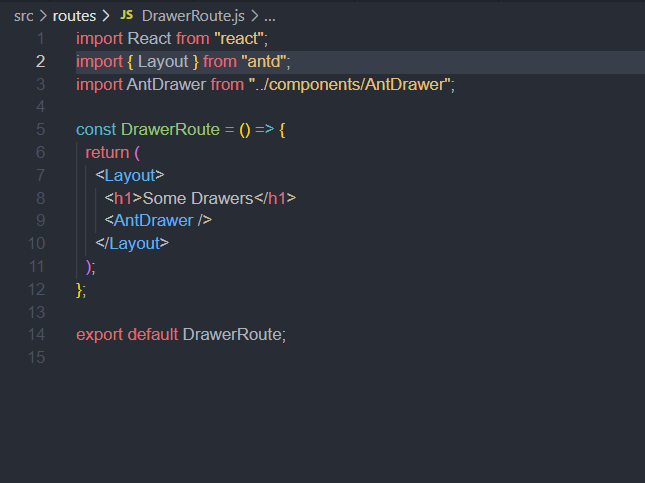 src > routes > JS DrawerRoute.js > ...
1 import React from "react";
2 import { Layout } from "antd";
3 import AntDrawer from "../components/AntDrawer";
4
5 const DrawerRoute = () => {
6 return (
7 <Layout>
8 <h1>Some Drawers</h1>
9 <AntDrawer />
10 </Layout>
11 );
12 };
13
14 export default DrawerRoute;
15